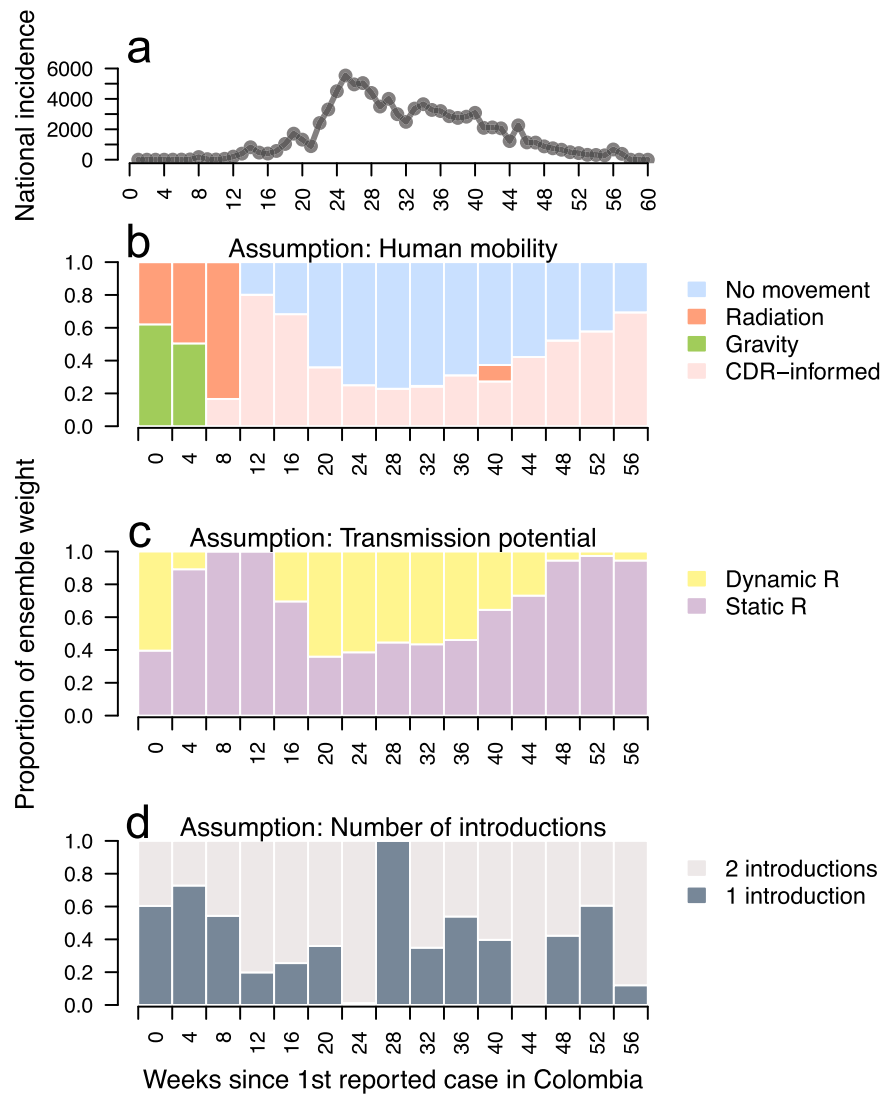 a
National incidence
6000
4000
2000
0
0 4 8 12 16 20 24 28 32 36 40 44 48 52 56 60
b
Assumption: Human mobility
1.0
0.8
0.6
0.4
0.2
0.0
0 4 8 12 16 20 24 28 32 36 40 44 48 52 56
No movement
Radiation
Gravity
CDR−informed
Proportion of ensemble weight
c
Assumption: Transmission potential
1.0
0.8
0.6
0.4
0.2
0.0
0 4 8 12 16 20 24 28 32 36 40 44 48 52 56
Dynamic R
Static R
d
Assumption: Number of introductions
1.0
0.8
0.6
0.4
0.2
0.0
0 4 8 12 16 20 24 28 32 36 40 44 48 52 56
2 introductions
1 introduction
Weeks since 1st reported case in Colombia